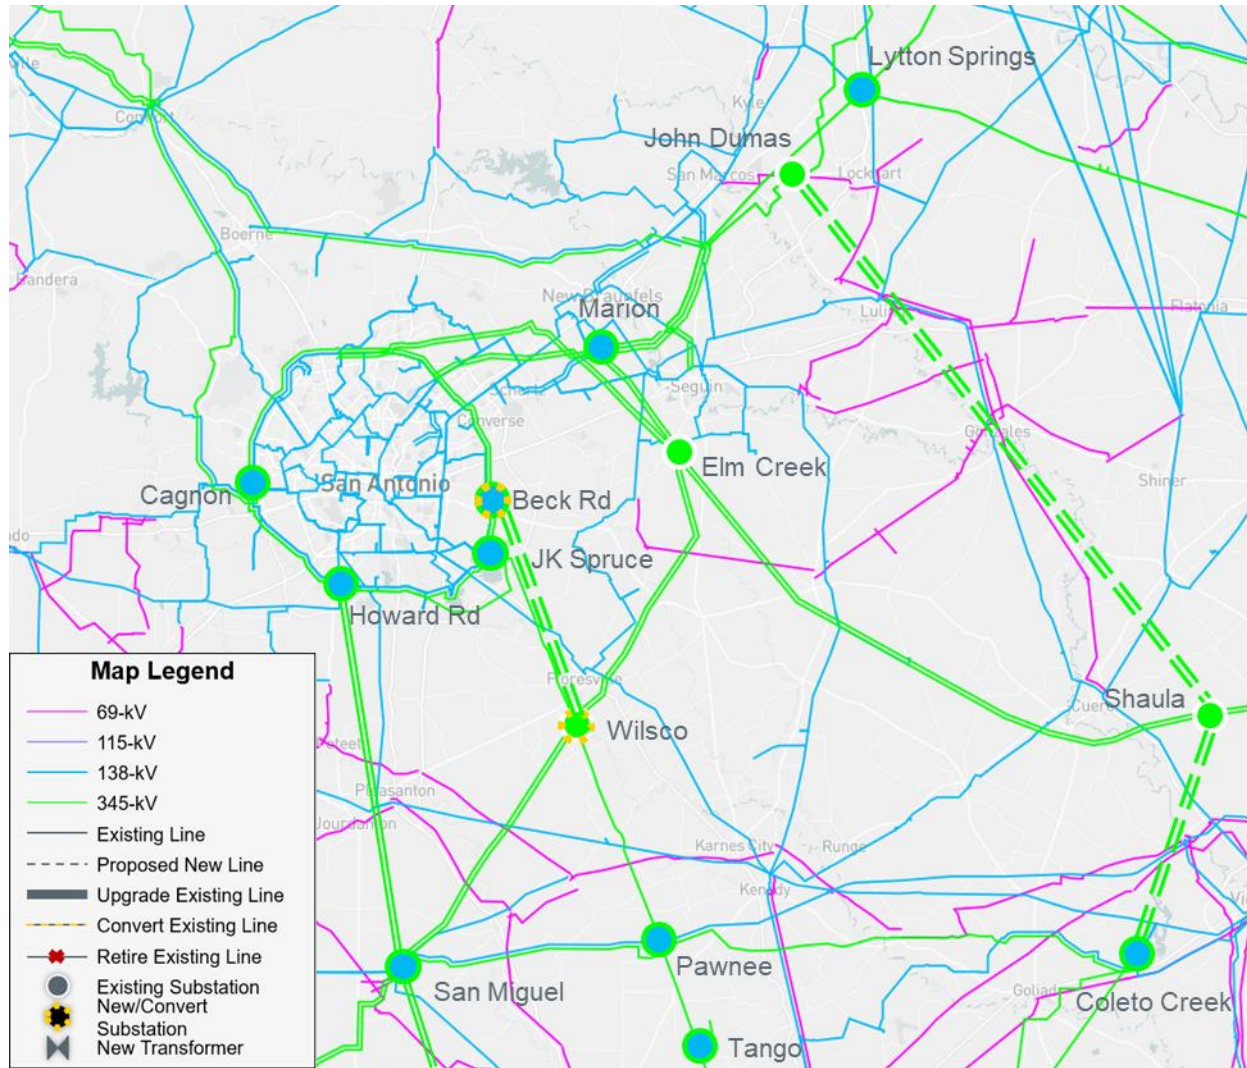 Lytton Springs
Kyle
John Dumas
San Marcos
Lockhart
Comfort
Boerne
Bandera
New Braunfels
Marion
Luling
Flatonia
Schertz
Seguin
Converse
Gonzales
Elm Creek
Cagnon
San Antonio
Beck Rd
Shiner
JK Spruce
Howard Rd
Floresville
Wilsco
Shaula
Cuero
Poteet
Pleasanton
Jourdanton
Karnes City
Runge
Kenedy
Pawnee
San Miguel
Goliad
Coleto Creek
Tango
Map Legend
69-kV
115-kV
138-kV
345-kV
Existing Line
Proposed New Line
Upgrade Existing Line
Convert Existing Line
Retire Existing Line
Existing Substation
New/Convert
Substation
New Transformer